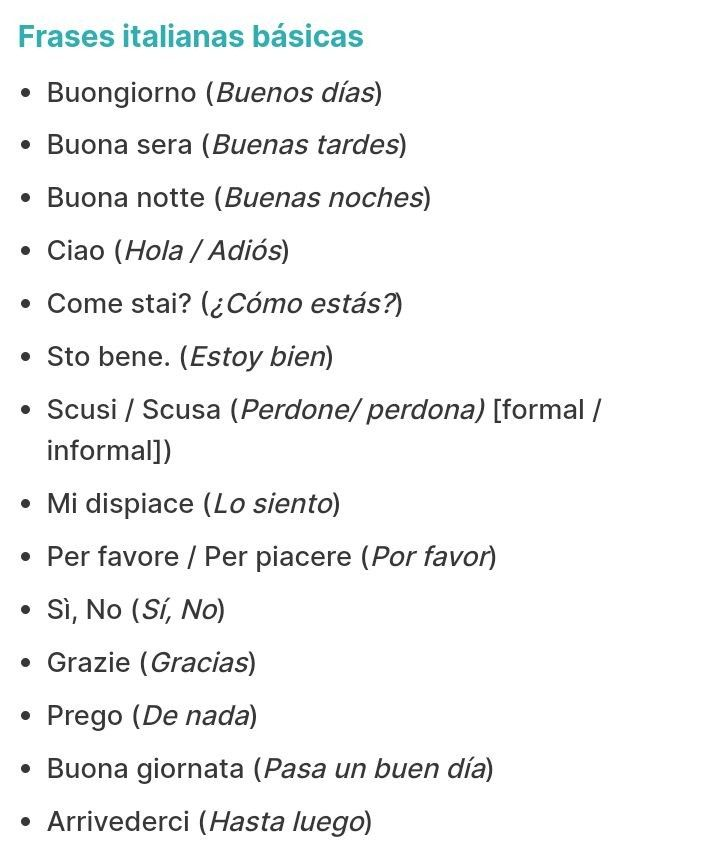 Frases italianas básicas
• Buongiorno (Buenos días)
• Buona sera (Buenas tardes)
• Buona notte (Buenas noches)
• Ciao (Hola / Adiós)
• Come stai? (¿Cómo estás?)
• Sto bene. (Estoy bien)
• Scusi / Scusa (Perdone/ perdona) [formal /
informal])
• Mi dispiace (Lo siento)
• Per favore / Per piacere (Por favor)
• Sì, No (Sí, No)
• Grazie (Gracias)
• Prego (De nada)
• Buona giornata (Pasa un buen día)
• Arrivederci (Hasta luego)